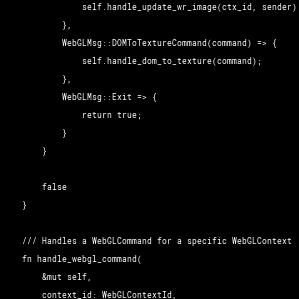 self.handle_update_wr_image(ctx_id, sender)
},
WebGLMsg::DOMToTextureCommand(command) => {
self.handle_dom_to_texture(command);
},
WebGLMsg::Exit => {
return true;
}
}
false
}
/// Handles a WebGLCommand for a specific WebGLContext
fn handle_webgl_command(
&mut self,
context_id: WebGLContextId,